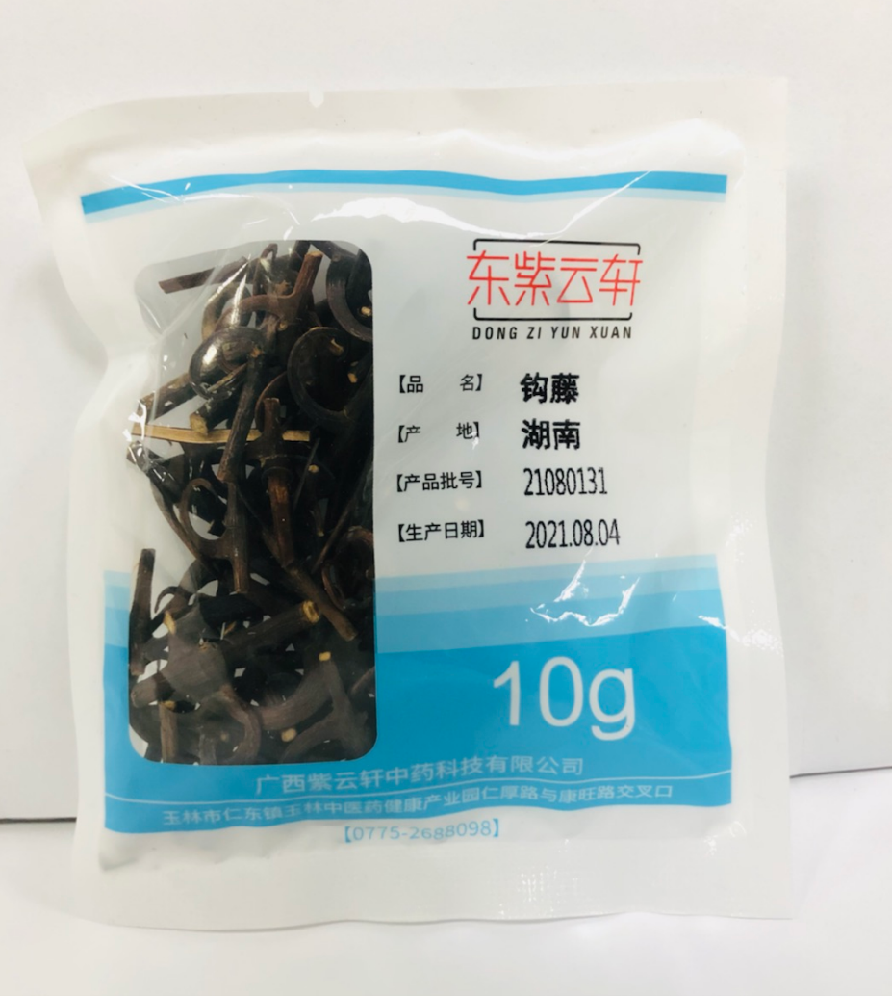 东紫云轩
DONG ZI YUN XUAN
【品 名】 钩藤
【产 地】 湖南
【产品批号】 21080131
【生产日期】 2021.08.04
10g
广西紫云轩中药科技有限公司
玉林市仁东镇玉林中医药健康产业园仁厚路与康旺路交叉口
【0775-2688098】